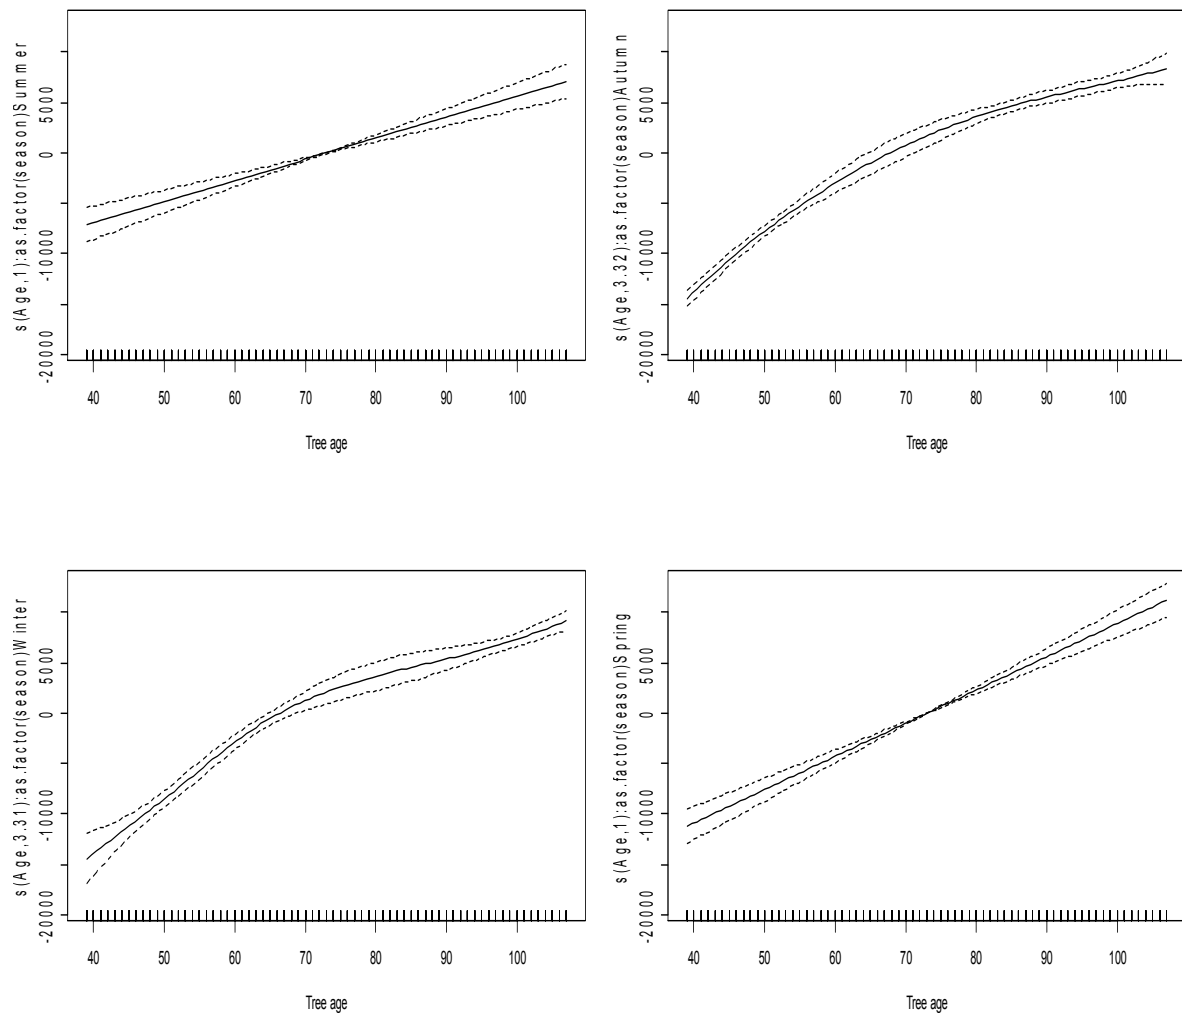 s(Age,1):as.factor(season)Summer
-20000 -10000 0 5000
40 50 60 70 80 90 100
Tree age
s(Age,3.32):as.factor(season)Autumn
-20000 -10000 0 5000
40 50 60 70 80 90 100
Tree age
s(Age,3.31):as.factor(season)Winter
-20000 -10000 0 5000
40 50 60 70 80 90 100
Tree age
s(Age,1):as.factor(season)Spring
-20000 -10000 0 5000
40 50 60 70 80 90 100
Tree age